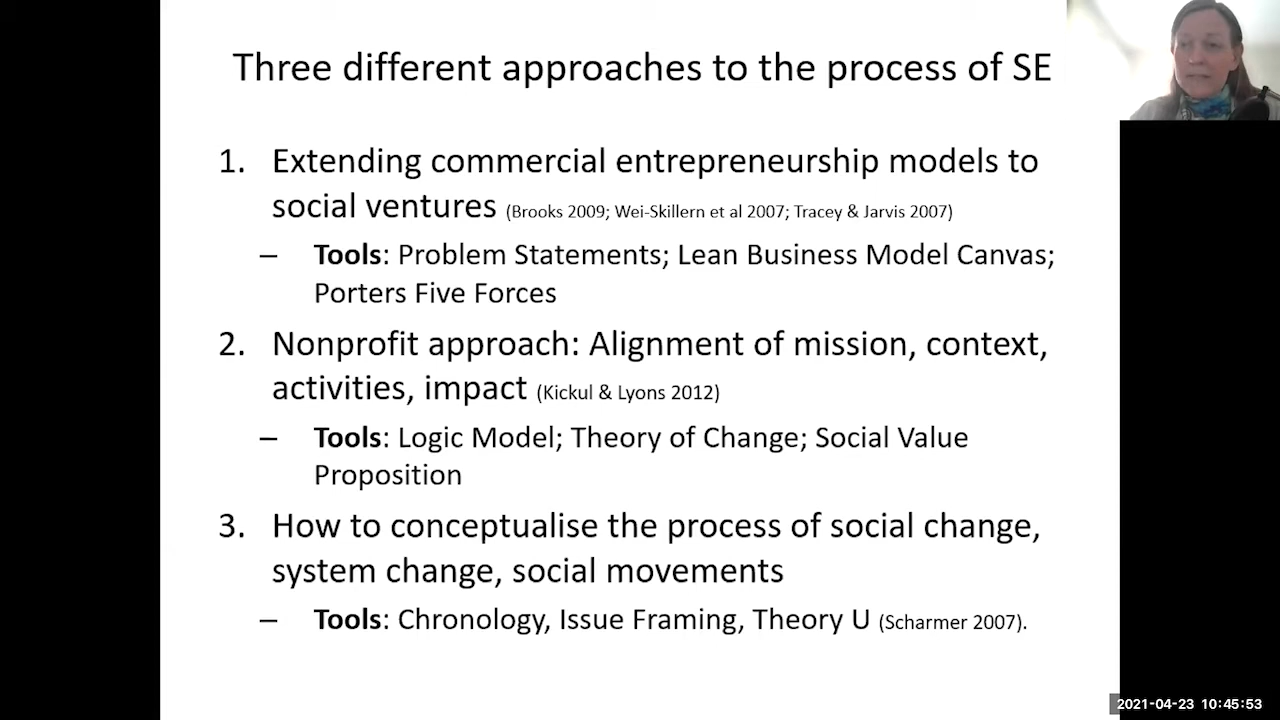 Three different approaches to the process of SE
1. Extending commercial entrepreneurship models to
social ventures (Brooks 2009; Wei-Skillern et al 2007; Tracey & Jarvis 2007)
– Tools: Problem Statements; Lean Business Model Canvas;
Porters Five Forces
2. Nonprofit approach: Alignment of mission, context,
activities, impact (Kickul & Lyons 2012)
– Tools: Logic Model; Theory of Change; Social Value
Proposition
3. How to conceptualise the process of social change,
system change, social movements
– Tools: Chronology, Issue Framing, Theory U (Scharmer 2007).
2021-04-23 10:45:53